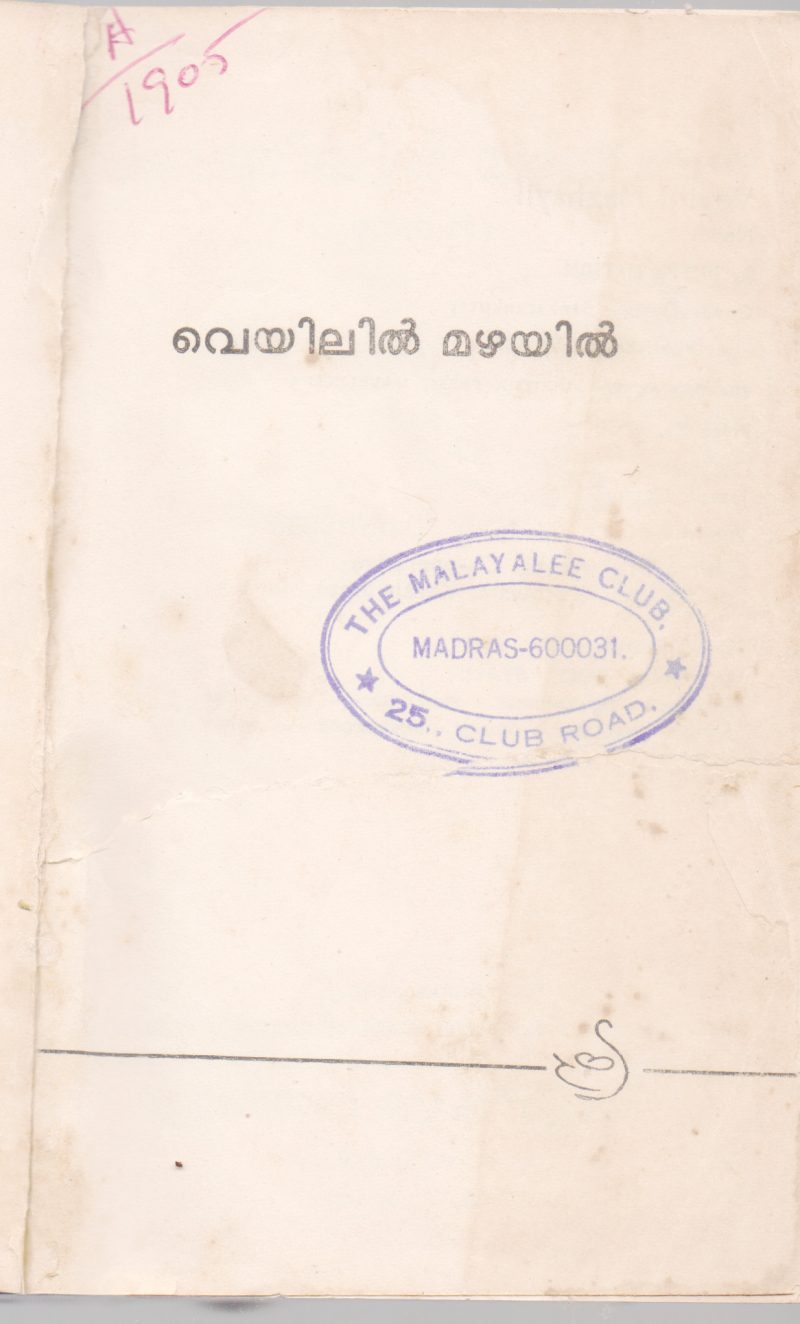 A
1905
വെയിലിൽ മഴയിൽ
THE MALAYALEE CLUB,
MADRAS-600031.
25,, CLUB ROAD,